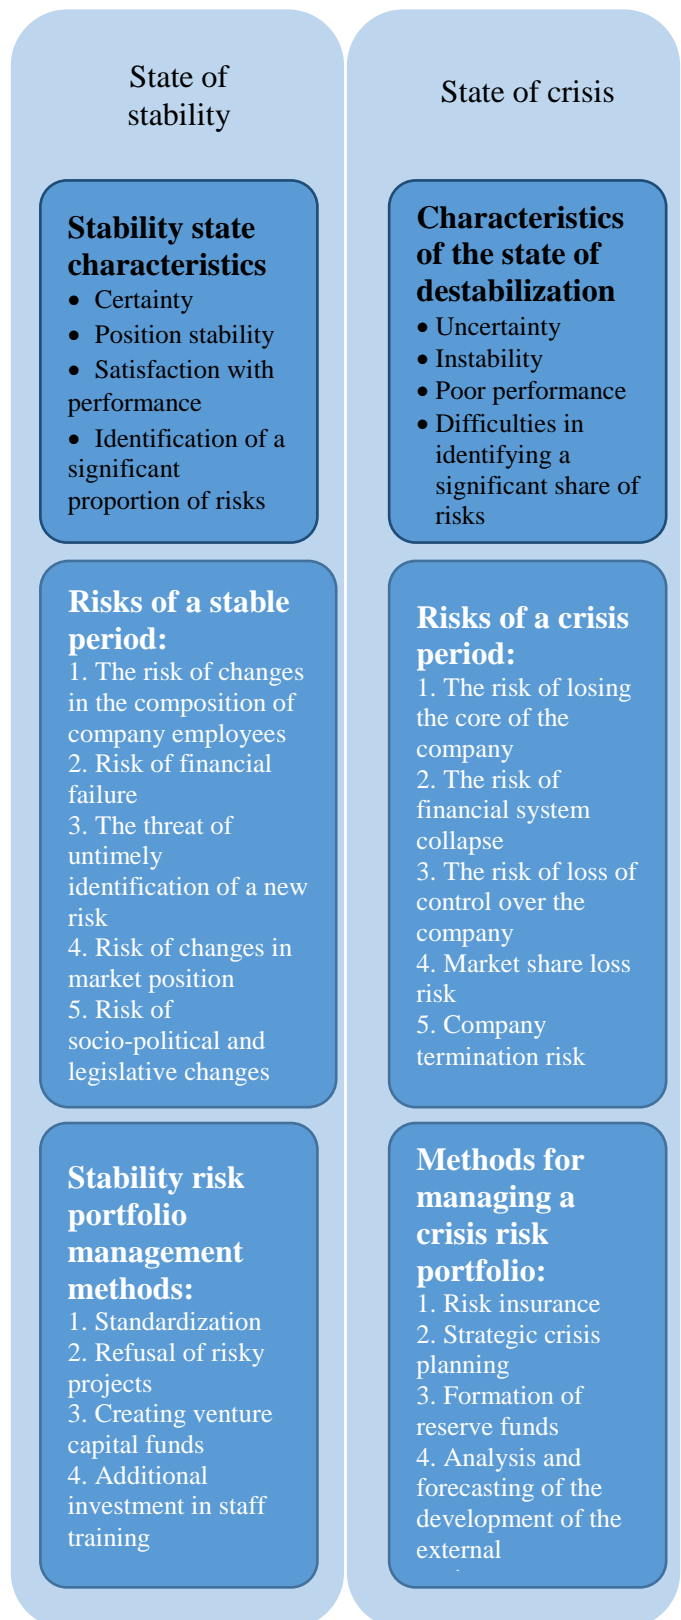 State of
stability
Stability state
characteristics
• Certainty
• Position stability
• Satisfaction with
performance
• Identification of a
significant
proportion of risks
Risks of a stable
period:
1. The risk of changes
in the composition of
company employees
2. Risk of financial
failure
3. The threat of
untimely
identification of a new
risk
4. Risk of changes in
market position
5. Risk of
socio-political and
legislative changes
Stability risk
portfolio
management
methods:
1. Standardization
2. Refusal of risky
projects
3. Creating venture
capital funds
4. Additional
investment in staff
training
State of crisis
Characteristics
of the state of
destabilization
• Uncertainty
• Instability
• Poor performance
• Difficulties in
identifying a
significant share of
risks
Risks of a crisis
period:
1. The risk of losing
the core of the
company
2. The risk of
financial system
collapse
3. The risk of loss of
control over the
company
4. Market share loss
risk
5. Company
termination risk
Methods for
managing a
crisis risk
portfolio:
1. Risk insurance
2. Strategic crisis
planning
3. Formation of
reserve funds
4. Analysis and
forecasting of the
development of the
external